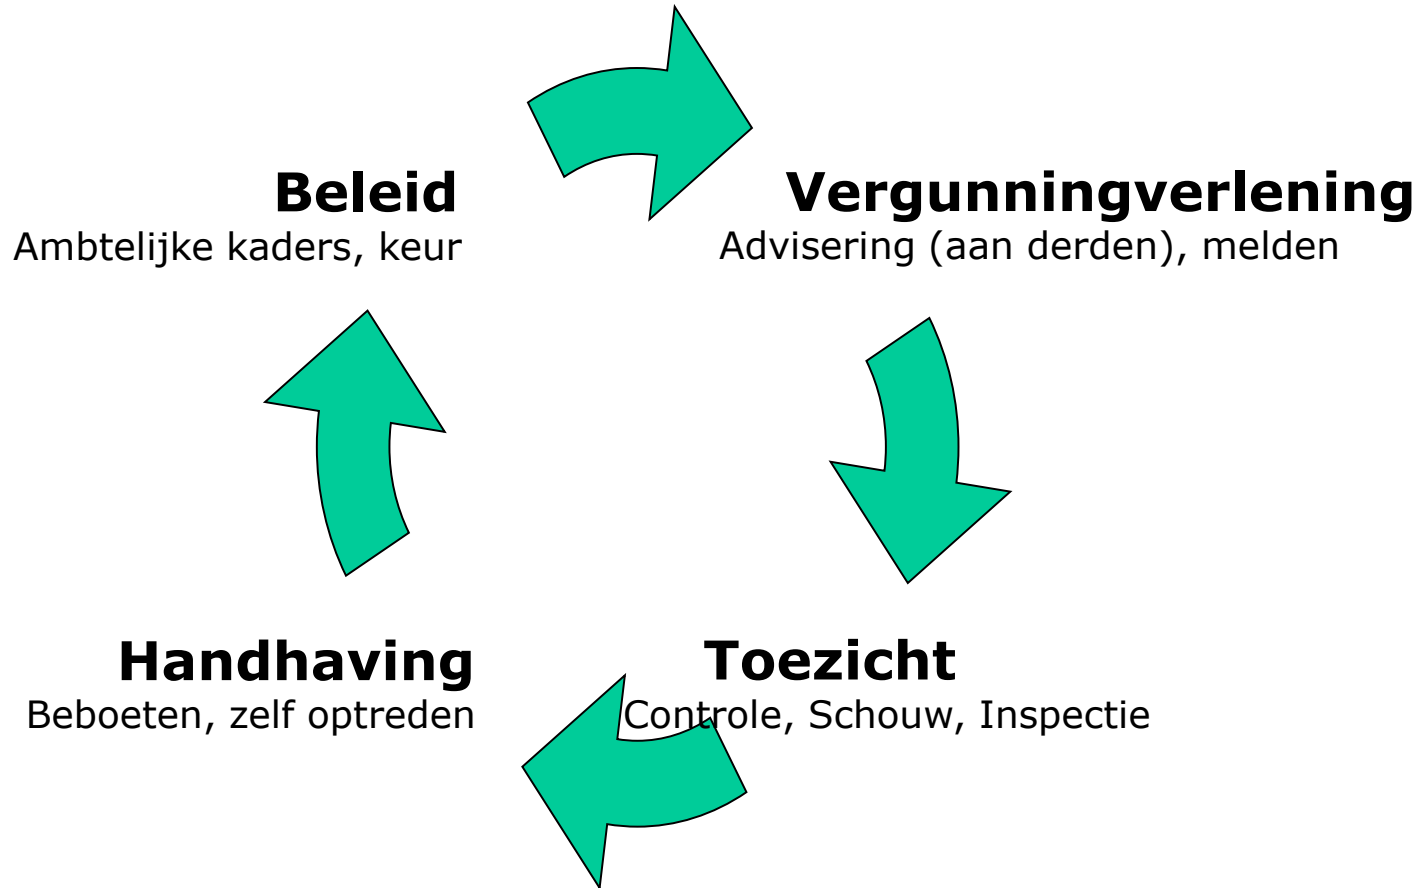 Beleid
Ambtelijke kaders, keur
Vergunningverlening
Advisering (aan derden), melden
Handhaving
Beboeten, zelf optreden
Toezicht
Controle, Schouw, Inspectie